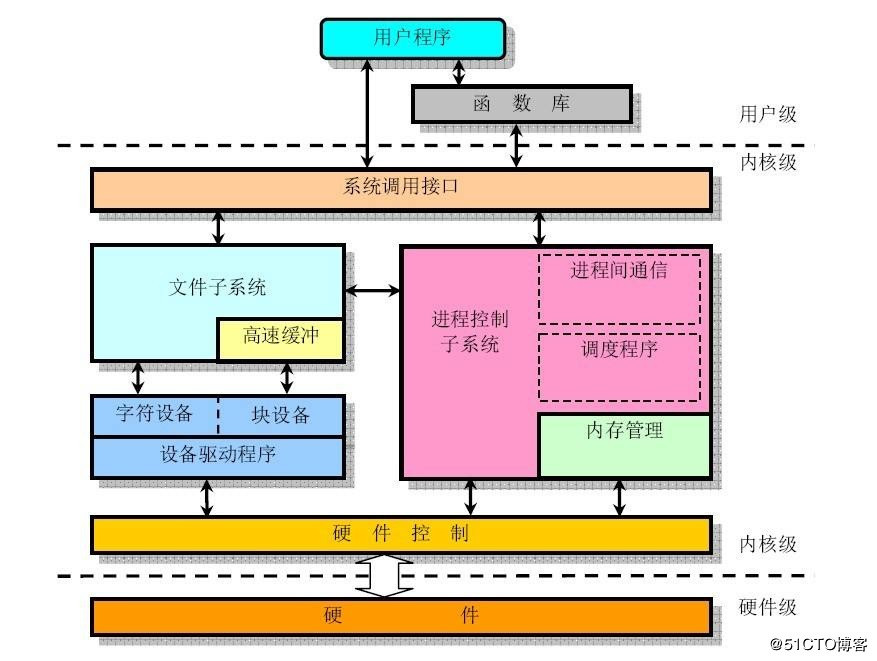 用户程序
函 数 库
用户级
内核级
系统调用接口
文件子系统
高速缓冲
进程控制
子系统
进程间通信
调度程序
内存管理
字符设备
块设备
设备驱动程序
硬 件 控 制
内核级
硬 件
硬件级
@51CTO博客